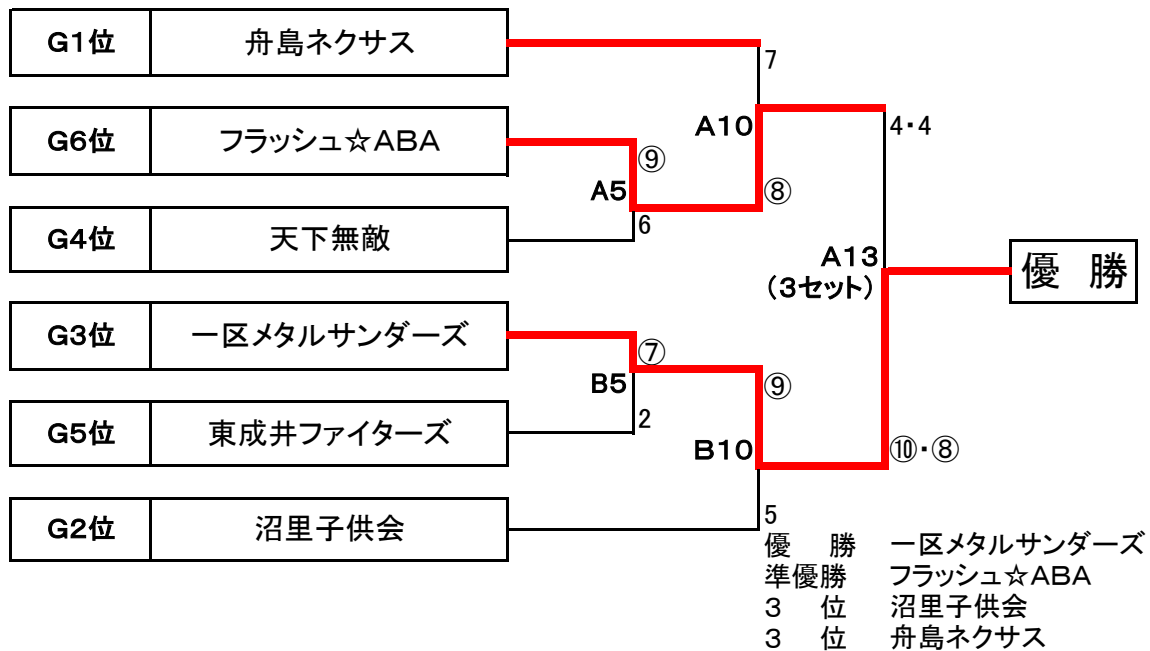 G1位 舟島ネクサス
7
A10
4・4
G6位 フラッシュ☆ABA
⑨
A5
⑧
6
G4位 天下無敵
A13
(3セット)
優 勝
G3位 一区メタルサンダーズ
⑦
B5
⑨
2
G5位 東成井ファイターズ
B10
⑩・⑧
G2位 沼里子供会
5
優 勝 一区メタルサンダーズ
準優勝 フラッシュ☆ABA
3 位 沼里子供会
3 位 舟島ネクサス